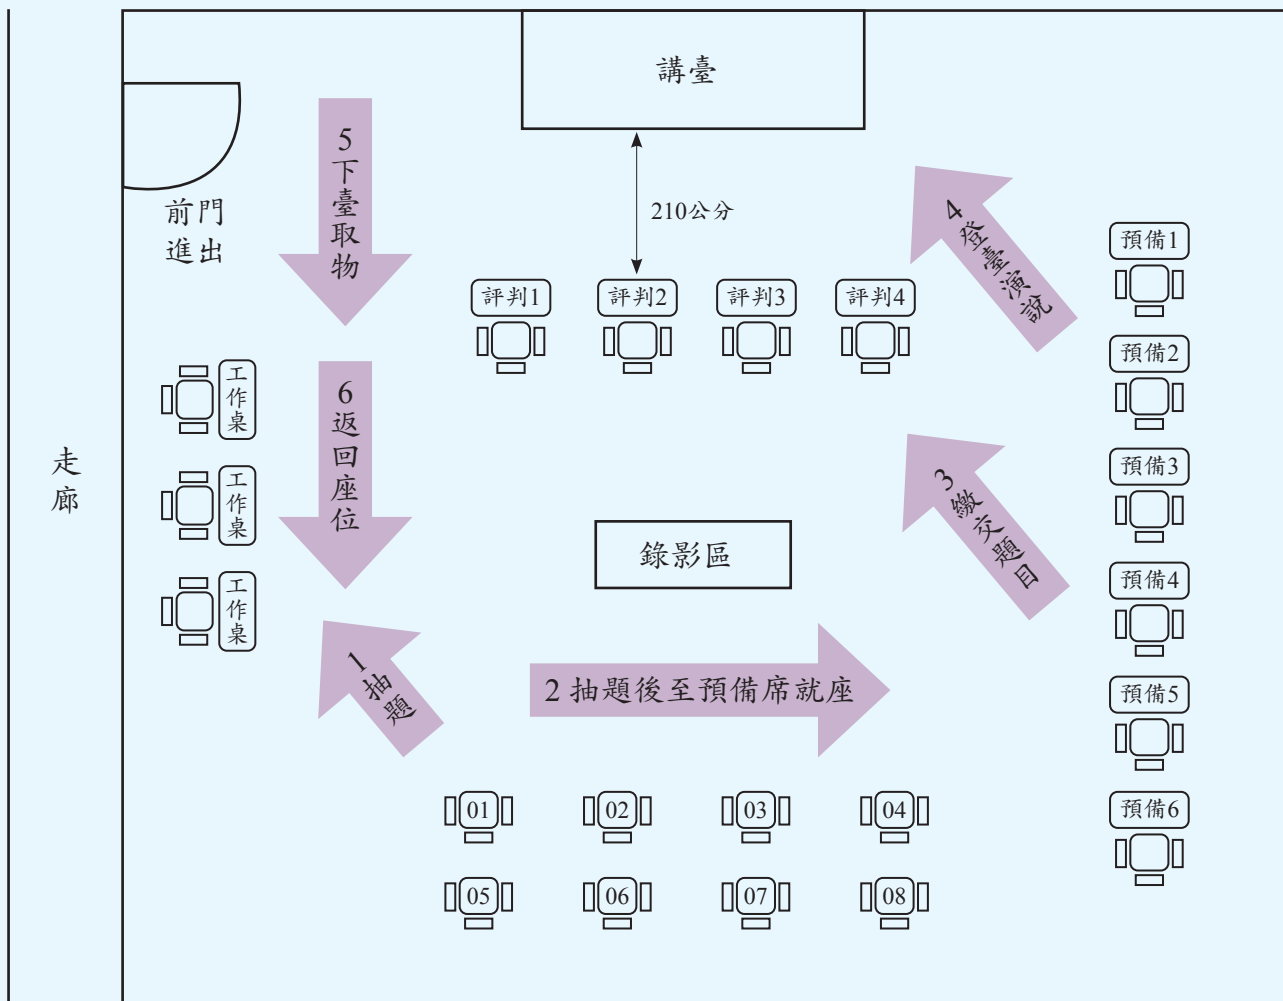 講臺
5下臺取物
前門
進出
210公分
4登臺演說
預備1
評判1
評判2
評判3
評判4
預備2
工作桌
6返回座位
走廊
預備3
工作桌
3繳交題目
錄影區
預備4
工作桌
1抽題
2 抽題後至預備席就座
預備5
01
02
03
04
預備6
05
06
07
08